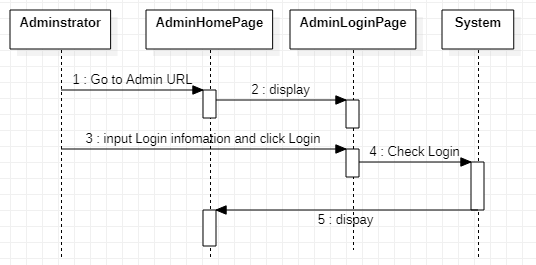 Adminstrator
AdminHomePage
AdminLoginPage
System
1 : Go to Admin URL
2 : display
3 : input Login infomation and click Login
4 : Check Login
5 : dispay